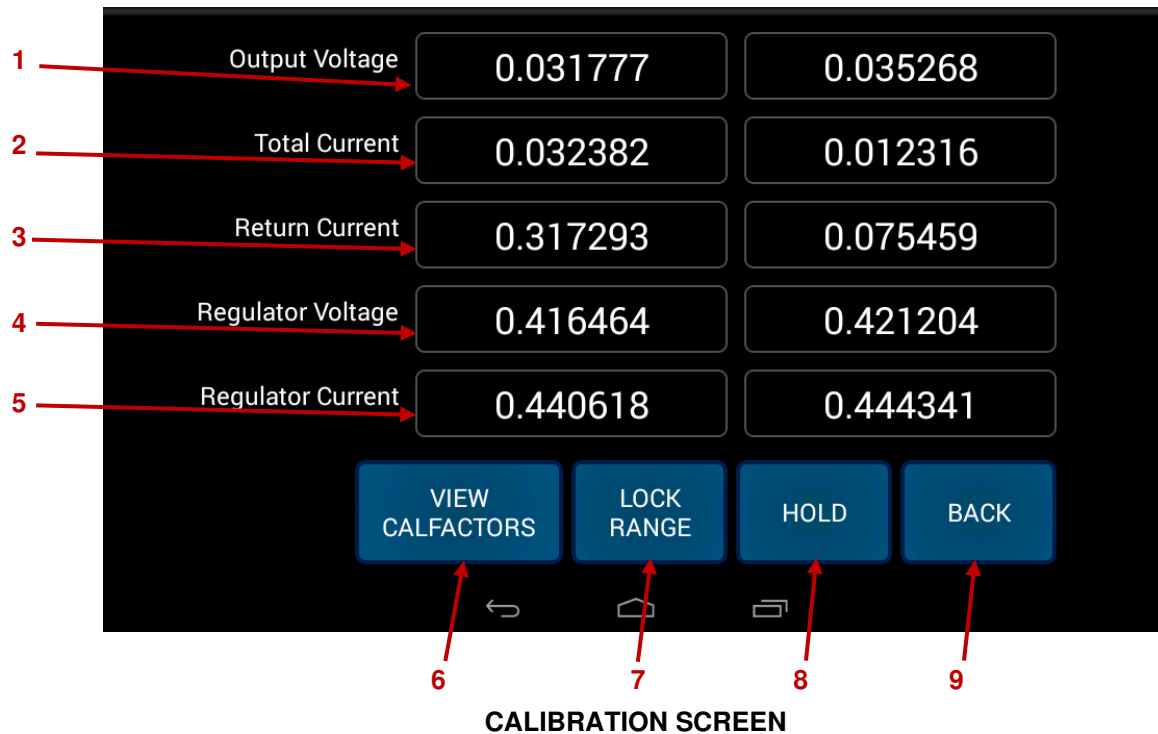 1 Output Voltage 0.031777 0.035268
2 Total Current 0.032382 0.012316
3 Return Current 0.317293 0.075459
4 Regulator Voltage 0.416464 0.421204
5 Regulator Current 0.440618 0.444341
VIEW
CALFACTORS
LOCK
RANGE
HOLD
BACK
6 7 8 9
CALIBRATION SCREEN